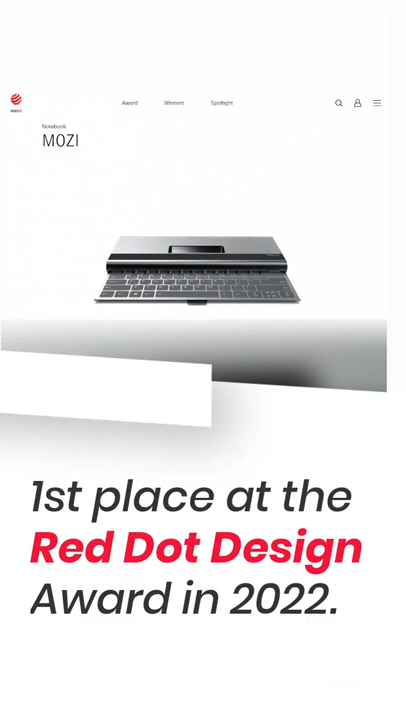 Award Winners Spotlight
Notebook
MOZI
1st place at the
Red Dot Design
Award in 2022.